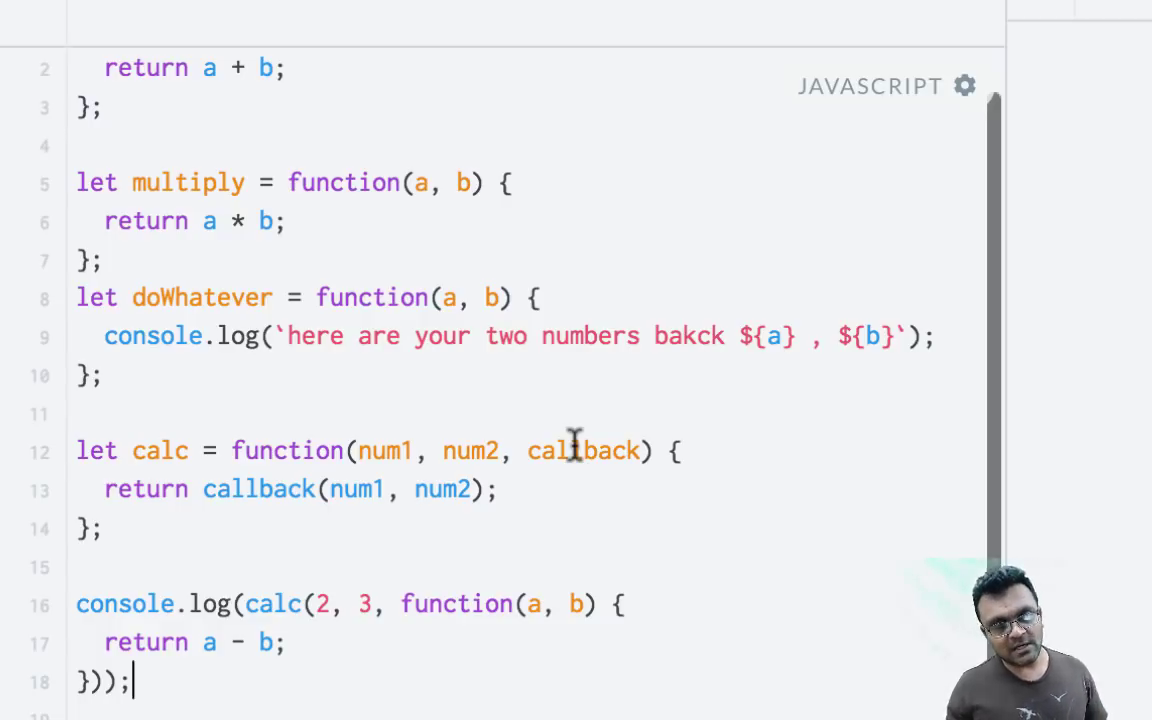 2 return a + b;
JAVASCRIPT
3 };
4
5 let multiply = function(a, b) {
6 return a * b;
7 };
8 let doWhatever = function(a, b) {
9 console.log(`here are your two numbers bakck ${a} , ${b}`);
10 };
11
12 let calc = function(num1, num2, callback) {
13 return callback(num1, num2);
14 };
15
16 console.log(calc(2, 3, function(a, b) {
17 return a - b;
18 }));
19